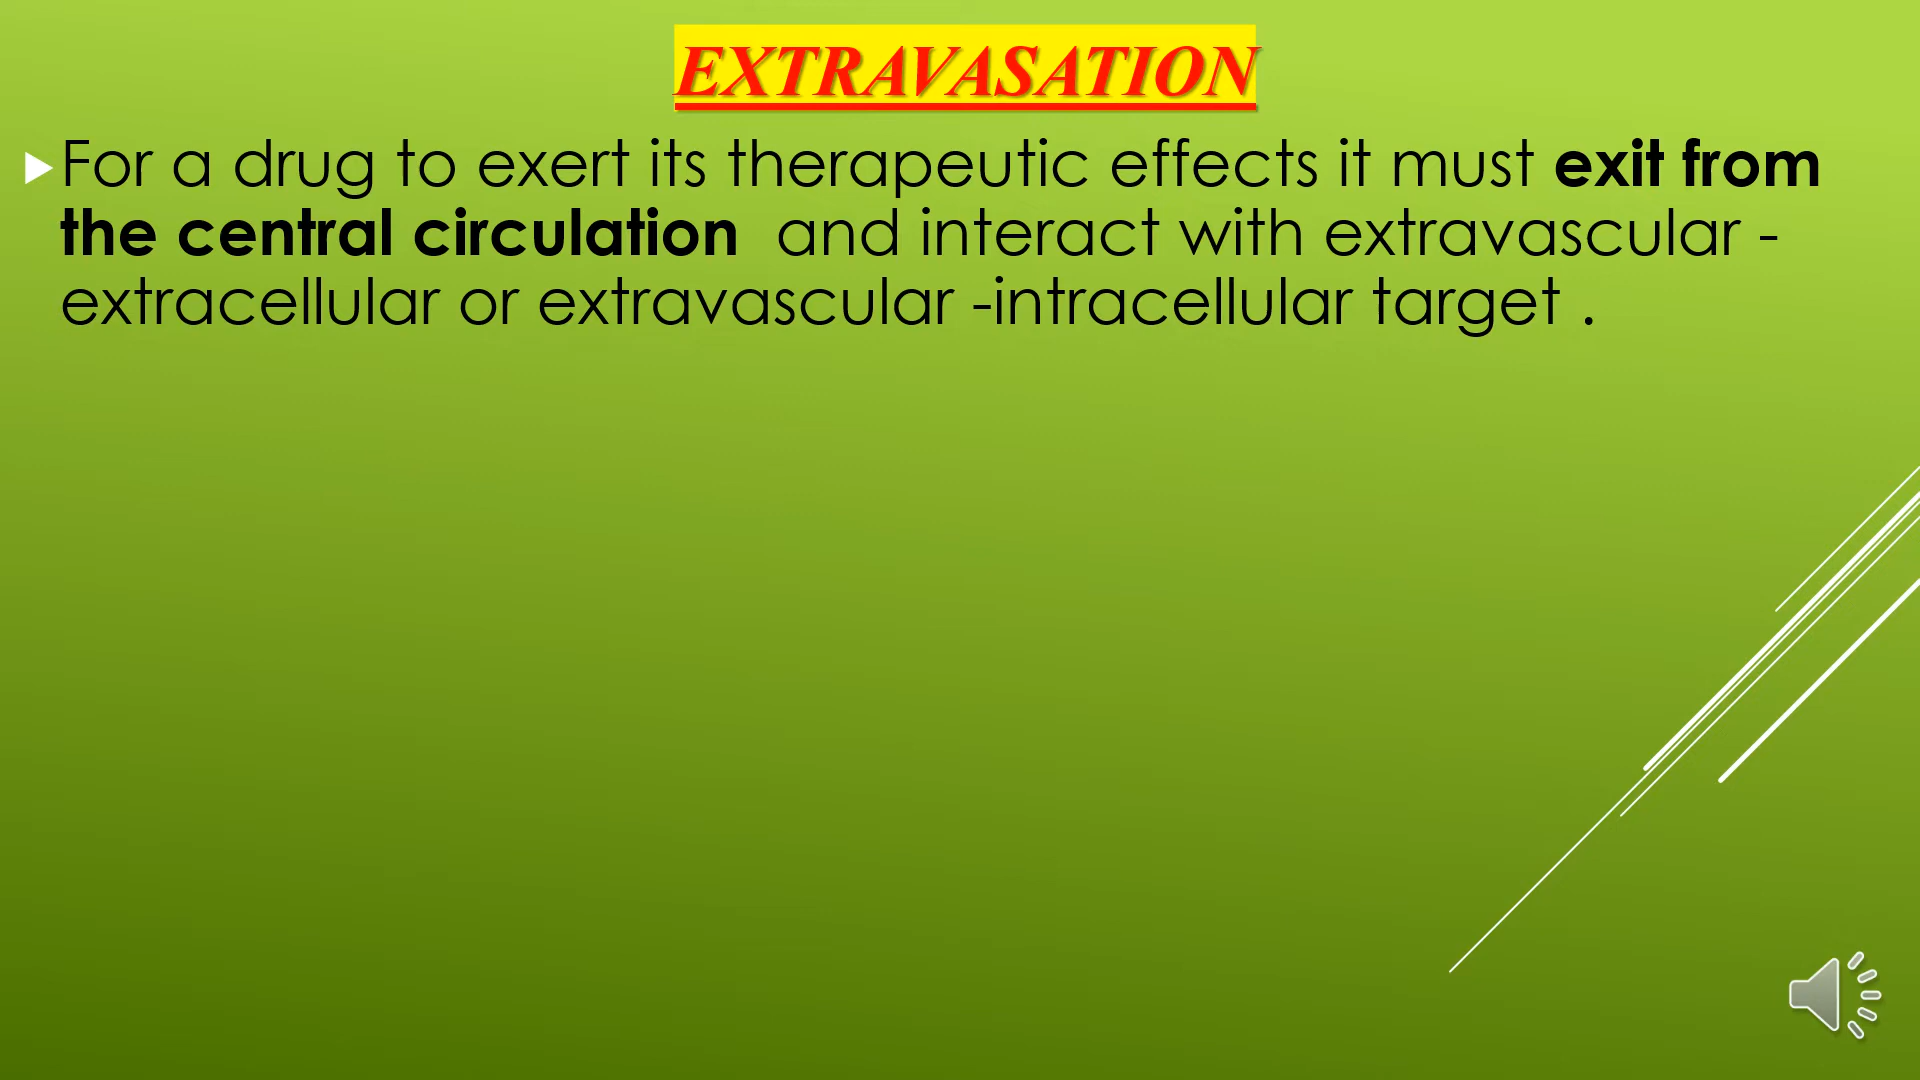 EXTRAVASATION
For a drug to exert its therapeutic effects it must exit from
the central circulation and interact with extravascular -
extracellular or extravascular -intracellular target .